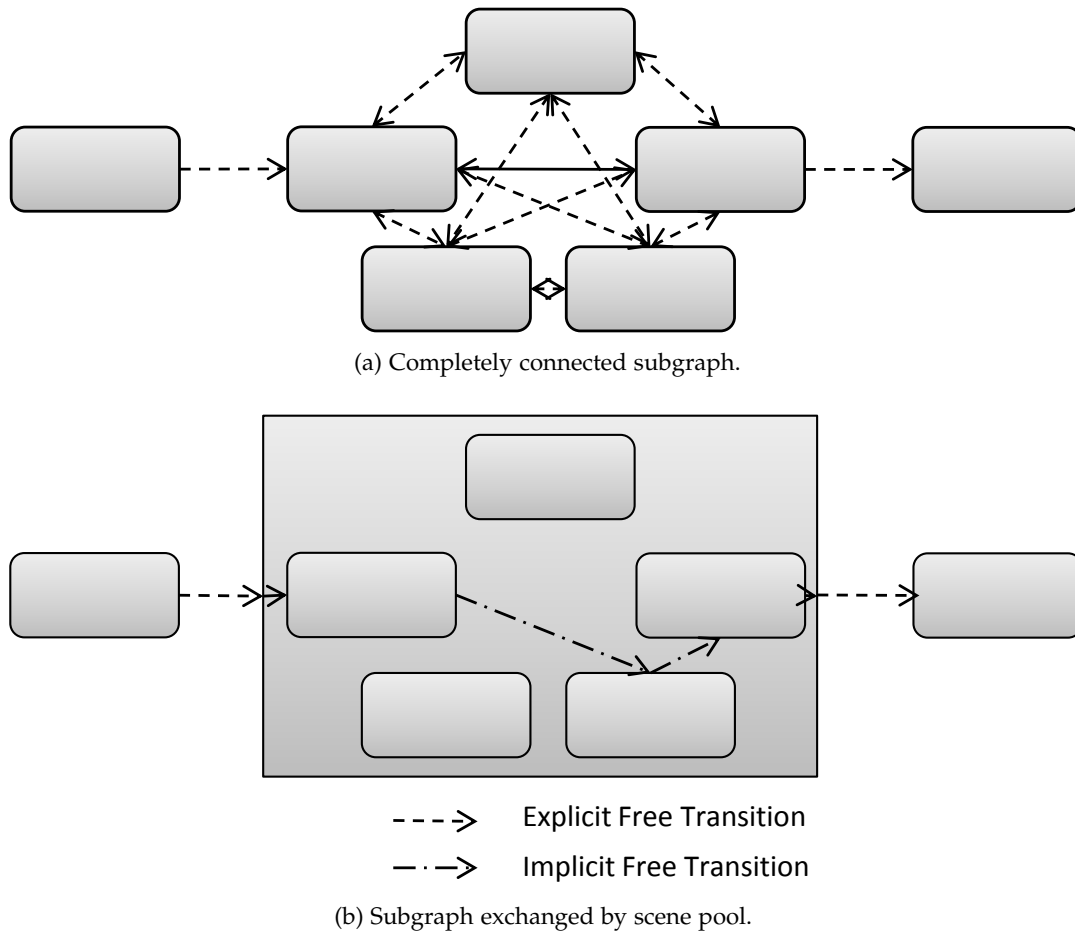 (a) Completely connected subgraph.
Explicit Free Transition
Implicit Free Transition
(b) Subgraph exchanged by scene pool.